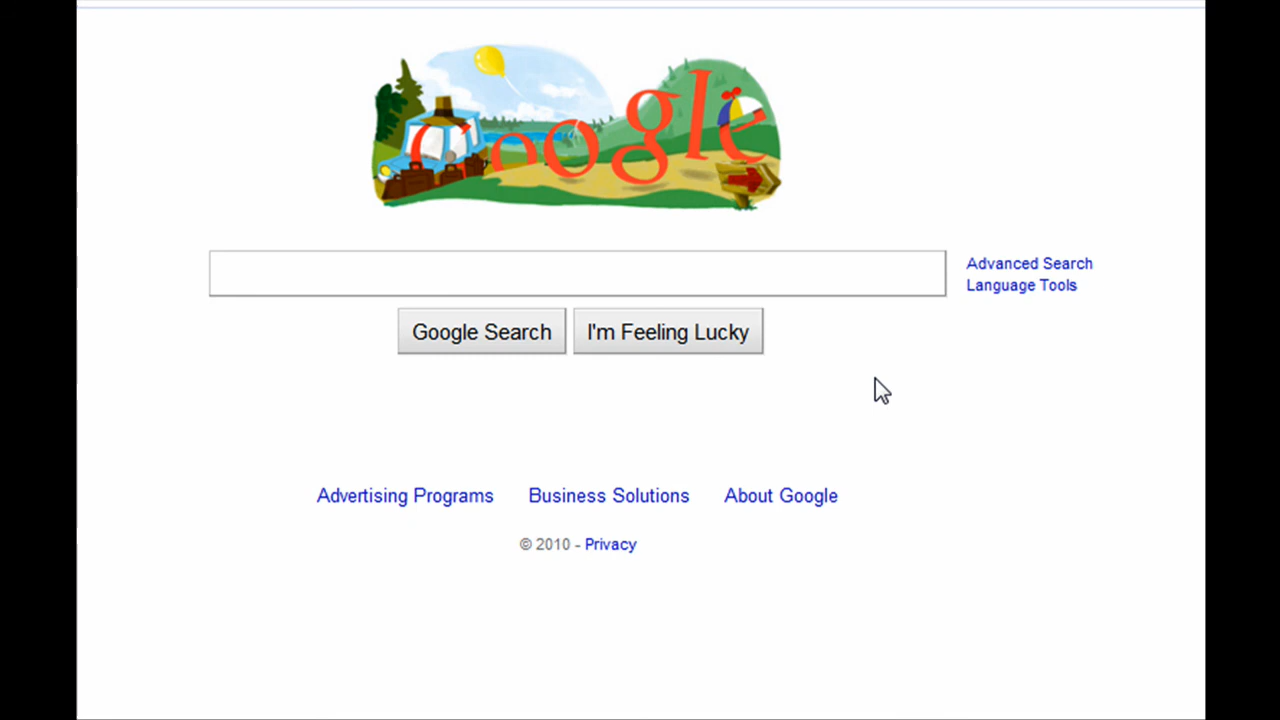 Google
Advanced Search
Language Tools
Google Search I'm Feeling Lucky
Advertising Programs Business Solutions About Google
© 2010 - Privacy